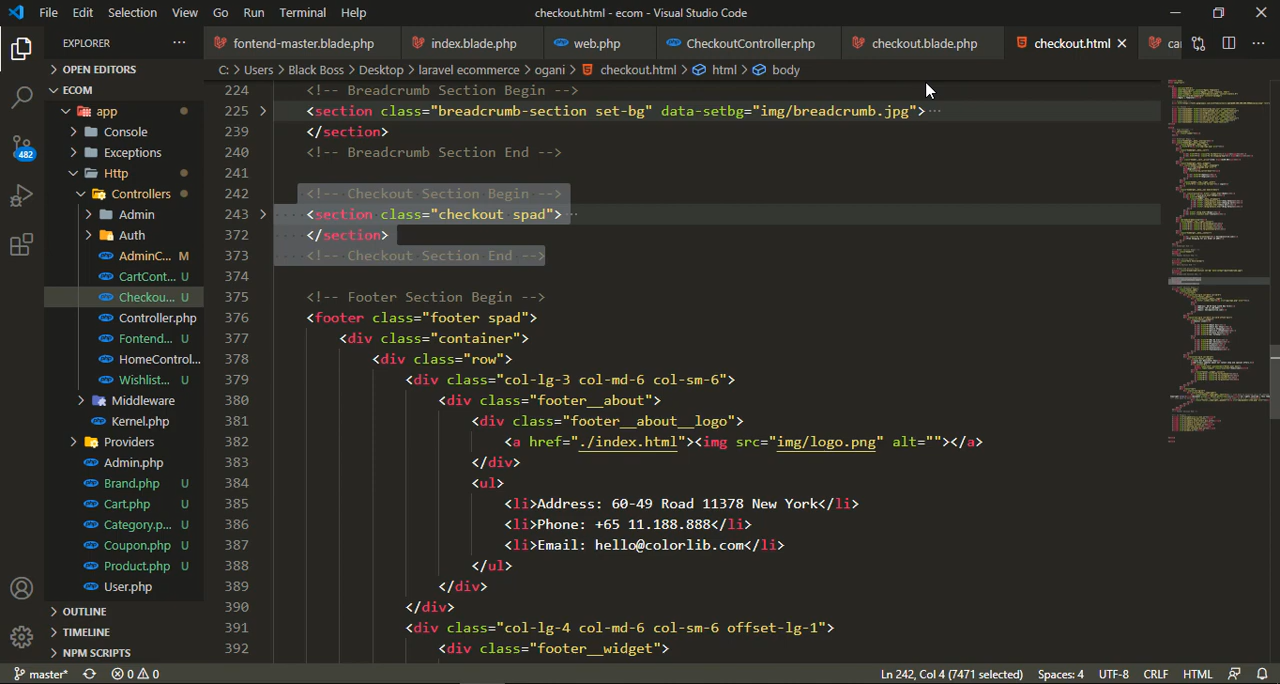 File Edit Selection View Go Run Terminal Help
checkout.html - ecom - Visual Studio Code
EXPLORER
fontend-master.blade.php index.blade.php web.php CheckoutController.php checkout.blade.php checkout.html
OPEN EDITORS
C: > Users > Black Boss > Desktop > laravel ecommerce > ogani > checkout.html > html > body
ECOM
app
Console
Exceptions
Http
Controllers
Admin
Auth
AdminC... M
CartCont... U
Checkou... U
Controller.php
Fontend... U
HomeControl...
Wishlist... U
Middleware
Kernel.php
Providers
Admin.php
Brand.php U
Cart.php U
Category.p... U
Coupon.php U
Product.php U
User.php
OUTLINE
TIMELINE
NPM SCRIPTS
482
224 <!-- Breadcrumb Section Begin -->
225 <section class="breadcrumb-section set-bg" data-setbg="img/breadcrumb.jpg">
239 </section>
240 <!-- Breadcrumb Section End -->
241
242 <!-- Checkout Section Begin -->
243 <section class="checkout spad">
372 </section>
373 <!-- Checkout Section End -->
374
375 <!-- Footer Section Begin -->
376 <footer class="footer spad">
377 <div class="container">
378 <div class="row">
379 <div class="col-lg-3 col-md-6 col-sm-6">
380 <div class="footer__about">
381 <div class="footer__about__logo">
382 <a href="./index.html"><img src="img/logo.png" alt=""></a>
383 </div>
384 <ul>
385 <li>Address: 60-49 Road 11378 New York</li>
386 <li>Phone: +65 11.188.888</li>
387 <li>Email: hello@colorlib.com</li>
388 </ul>
389 </div>
390 </div>
391 <div class="col-lg-4 col-md-6 col-sm-6 offset-lg-1">
392 <div class="footer__widget">
master* 0 0
Ln 242, Col 4 (7471 selected) Spaces: 4 UTF-8 CRLF HTML